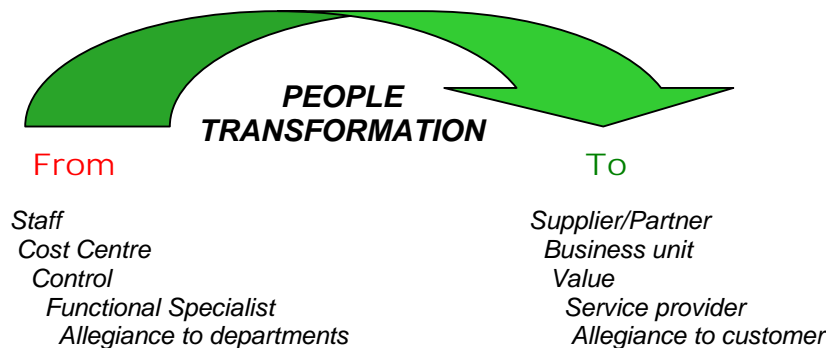 PEOPLE
TRANSFORMATION
From
To
Staff
Cost Centre
Control
Functional Specialist
Allegiance to departments
Supplier/Partner
Business unit
Value
Service provider
Allegiance to customer